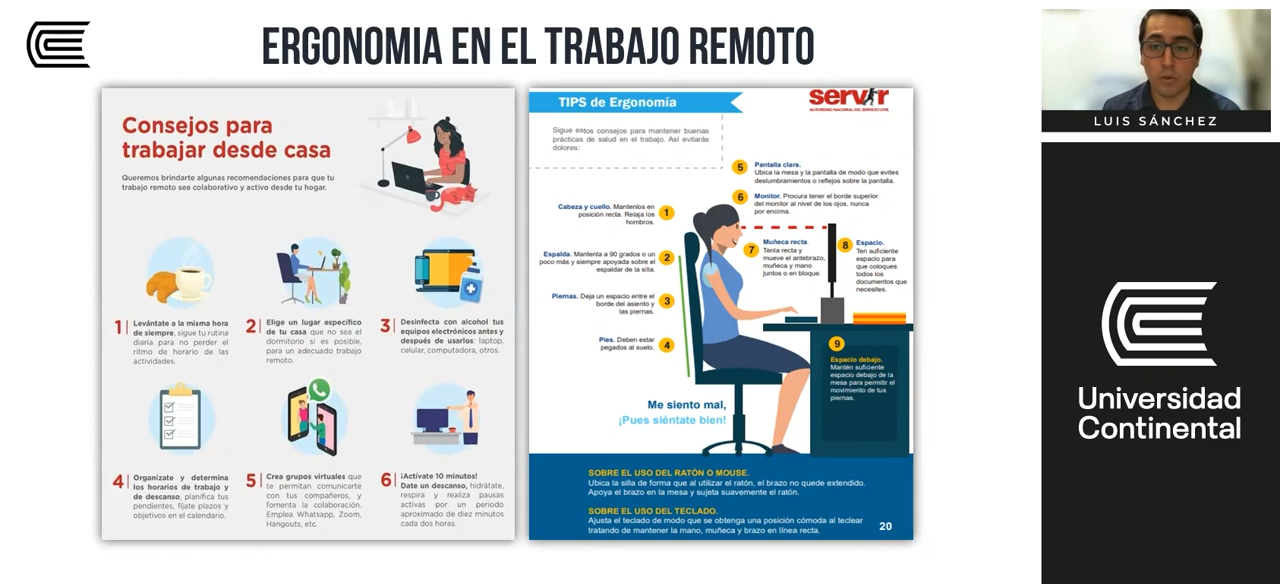 ERGONOMIA EN EL TRABAJO REMOTO
Consejos para
trabajar desde casa
Queremos brindarte algunas recomendaciones para que tu
trabajo remoto sea colaborativo y activo desde tu hogar.
1 Levántate a la misma hora
de siempre, sigue tu rutina
diaria para no perder el
ritmo de horario de las
actividades.
2 Elige un lugar específico
de tu casa que no sea el
dormitorio si es posible,
para un adecuado trabajo
remoto.
3 Desinfecta con alcohol tus
equipos electrónicos antes y
después de usarlos: laptop,
celular, computadora, otros.
4 Organízate y determina
los horarios de trabajo y
de descanso, planifica tus
pendientes, fíjate plazos y
objetivos en el calendario.
5 Crea grupos virtuales que
te permitan comunicarte
con tus compañeros, y
fomenta la colaboración.
Emplea Whatsapp, Zoom,
Hangouts, etc.
6 ¡Actívate 10 minutos!
Date un descanso, hidrátate,
respira y realiza pausas
activas por un periodo
aproximado de diez minutos
cada dos horas.
TIPS de Ergonomía
servir
AUTORIDAD NACIONAL DEL SERVICIO CIVIL
Sigue estos consejos para mantener buenas
prácticas de salud en el trabajo. Así evitarás
dolores:
1 Cabeza y cuello. Mantenlos en
posición recta. Relaja los
hombros.
2 Espalda. Mantenla a 90 grados o un
poco más y siempre apoyada sobre el
espaldar de la silla.
3 Piernas. Deja un espacio entre el
borde del asiento y
las piernas.
4 Pies. Deben estar
pegados al suelo.
5 Pantalla clara.
Ubica la mesa y la pantalla de modo que evites
deslumbramientos o reflejos sobre la pantalla.
6 Monitor. Procura tener el borde superior
del monitor al nivel de los ojos, nunca
por encima.
7 Muñeca recta.
Tenla recta y
mueve el antebrazo,
muñeca y mano
juntos o en bloque.
8 Espacio.
Ten suficiente
espacio para
que coloques
todos los
documentos que
necesites.
9
Espacio debajo.
Mantén suficiente
espacio debajo de la
mesa para permitir el
movimiento de tus
piernas.
Me siento mal,
¡Pues siéntate bien!
SOBRE EL USO DEL RATÓN O MOUSE.
Ubica la silla de forma que al utilizar el ratón, el brazo no quede extendido.
Apoya el brazo en la mesa y sujeta suavemente el ratón.
SOBRE EL USO DEL TECLADO.
Ajusta el teclado de modo que se obtenga una posición cómoda al teclear
tratando de mantener la mano, muñeca y brazo en línea recta.
20
LUIS SÁNCHEZ
Universidad
Continental